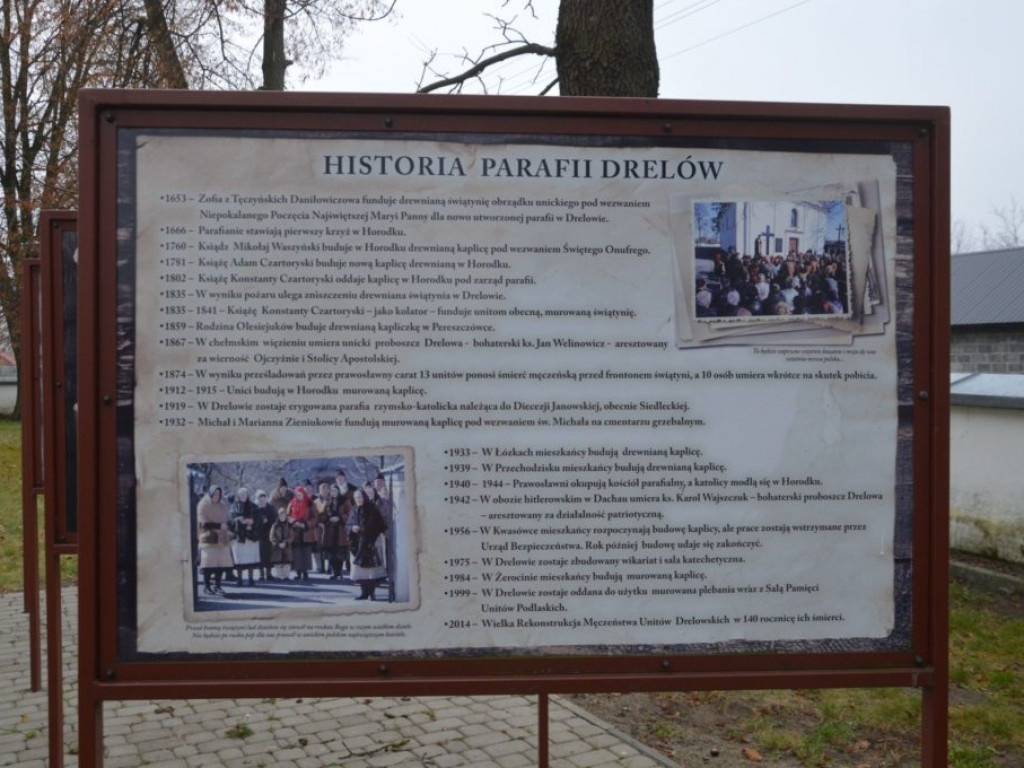 HISTORIA PARAFII DRELÓW
•1653 – Zofia z Tęczyńskich Daniłowiczowa funduje drewnianą świątynię obrządku unickiego pod wezwaniem
Niepokalanego Poczęcia Najświętszej Maryi Panny dla nowo utworzonej parafii w Drelowie.
•1666 – Parafianie stawiają pierwszy krzyż w Horodku.
•1760 – Ksiądz Mikołaj Waszyński buduje w Horodku drewnianą kaplicę pod wezwaniem Świętego Onufrego.
•1781 – Książę Adam Czartoryski buduje nową kaplicę drewnianą w Horodku.
•1802 – Książę Konstanty Czartoryski oddaje kaplicę w Horodku pod zarząd parafii.
•1835 – W wyniku pożaru ulega zniszczeniu drewniana świątynia w Drelowie.
•1835 – 1841 – Książę Konstanty Czartoryski – jako kolator – funduje unitom obecną, murowaną świątynię.
•1859 – Rodzina Olesiejuków buduje drewnianą kapliczkę w Pereszczówce.
•1867 – W chełmskim więzieniu umiera unicki proboszcz Drelowa - bohaterski ks. Jan Welinowicz - aresztowany
za wierność Ojczyźnie i Stolicy Apostolskiej.
•1874 – W wyniku prześladowań przez prawosławny carat 13 unitów ponosi śmierć męczeńską przed frontonem świątyni, a 10 osób umiera wkrótce na skutek pobicia.
•1912 – 1915 – Unici budują w Horodku murowaną kaplicę.
•1919 – W Drelowie zostaje erygowana parafia rzymsko-katolicka należąca do Diecezji Janowskiej, obecnie Siedleckiej.
•1932 – Michał i Marianna Zieniukowie fundują murowaną kaplicę pod wezwaniem św. Michała na cmentarzu grzebalnym.
•1933 – W Łózkach mieszkańcy budują drewnianą kaplicę.
•1939 – W Przechodzisku mieszkańcy budują drewnianą kaplicę.
•1940 – 1944 – Prawosławni okupują kościół parafialny, a katolicy modlą się w Horodku.
•1942 – W obozie hitlerowskim w Dachau umiera ks. Karol Wajszczuk – bohaterski proboszcz Drelowa
– aresztowany za działalność patriotyczną.
•1956 – W Kwasówce mieszkańcy rozpoczynają budowę kaplicy, ale prace zostają wstrzymane przez
Urząd Bezpieczeństwa. Rok później budowę udaje się zakończyć.
•1975 – W Drelowie zostaje zbudowany wikariat i sala katechetyczna.
•1984 – W Żerocinie mieszkańcy budują murowaną kaplicę.
•1999 – W Drelowie zostaje oddana do użytku murowana plebania wraz z Salą Pamięci
Unitów Podlaskich.
•2014 – Wielka Rekonstrukcja Męczeństwa Unitów Drelowskich w 140 rocznicę ich śmierci.